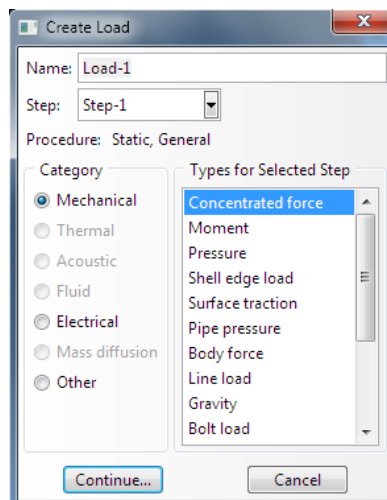 Create Load
Name: Load-1
Step: Step-1
Procedure: Static, General
Category
Mechanical
Thermal
Acoustic
Fluid
Electrical
Mass diffusion
Other
Types for Selected Step
Concentrated force
Moment
Pressure
Shell edge load
Surface traction
Pipe pressure
Body force
Line load
Gravity
Bolt load
Continue...
Cancel